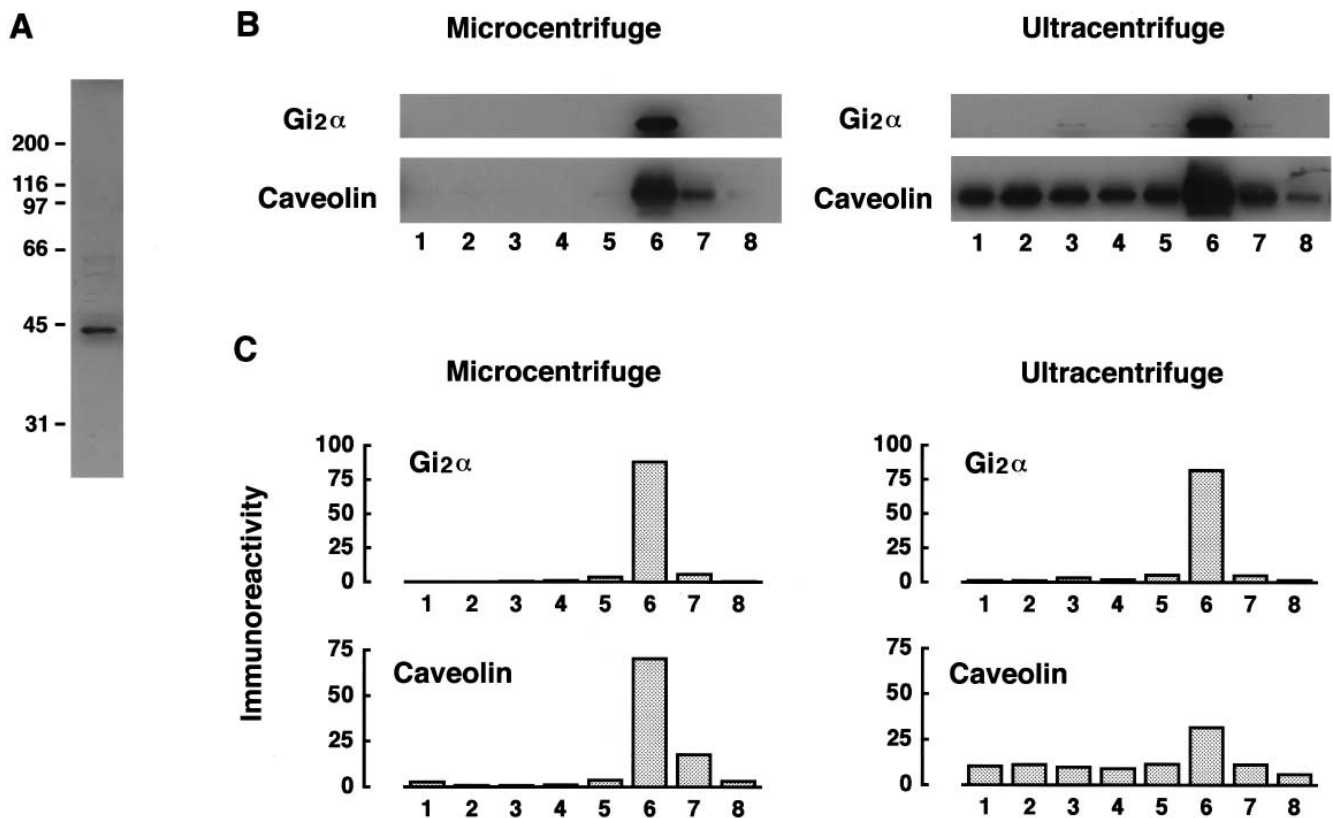 A
200
116
97
66
45
31
B
Microcentrifuge
Ultracentrifuge
Gi2α
Caveolin
1 2 3 4 5 6 7 8
Gi2α
Caveolin
1 2 3 4 5 6 7 8
C
Microcentrifuge
Ultracentrifuge
Immunoreactivity
Gi2α
100
75
50
25
0
1 2 3 4 5 6 7 8
Gi2α
100
75
50
25
0
1 2 3 4 5 6 7 8
Caveolin
75
50
25
0
1 2 3 4 5 6 7 8
Caveolin
75
50
25
0
1 2 3 4 5 6 7 8